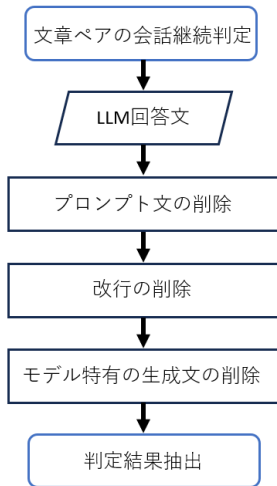 文章ペアの会話継続判定
LLM回答文
プロンプト文の削除
改行の削除
モデル特有の生成文の削除
判定結果抽出